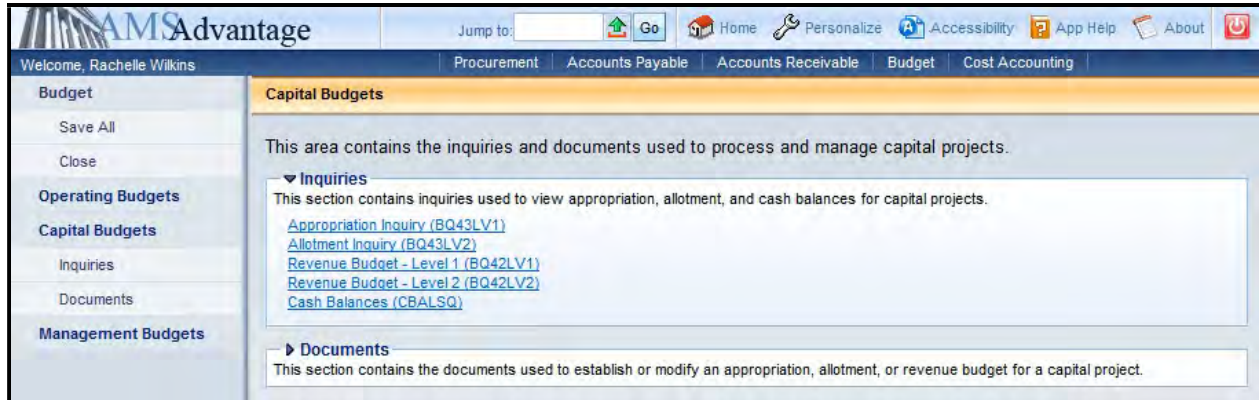 AMSAdvantage
Jump to: Go Home Personalize Accessibility App Help About
Welcome, Rachelle Wilkins
Procurement Accounts Payable Accounts Receivable Budget Cost Accounting
Budget
Save All
Close
Operating Budgets
Capital Budgets
Inquiries
Documents
Management Budgets
Capital Budgets
This area contains the inquiries and documents used to process and manage capital projects.
Inquiries
This section contains inquiries used to view appropriation, allotment, and cash balances for capital projects.
Appropriation Inquiry (BQ43LV1)
Allotment Inquiry (BQ43LV2)
Revenue Budget - Level 1 (BQ42LV1)
Revenue Budget - Level 2 (BQ42LV2)
Cash Balances (CBALSQ)
Documents
This section contains the documents used to establish or modify an appropriation, allotment, or revenue budget for a capital project.